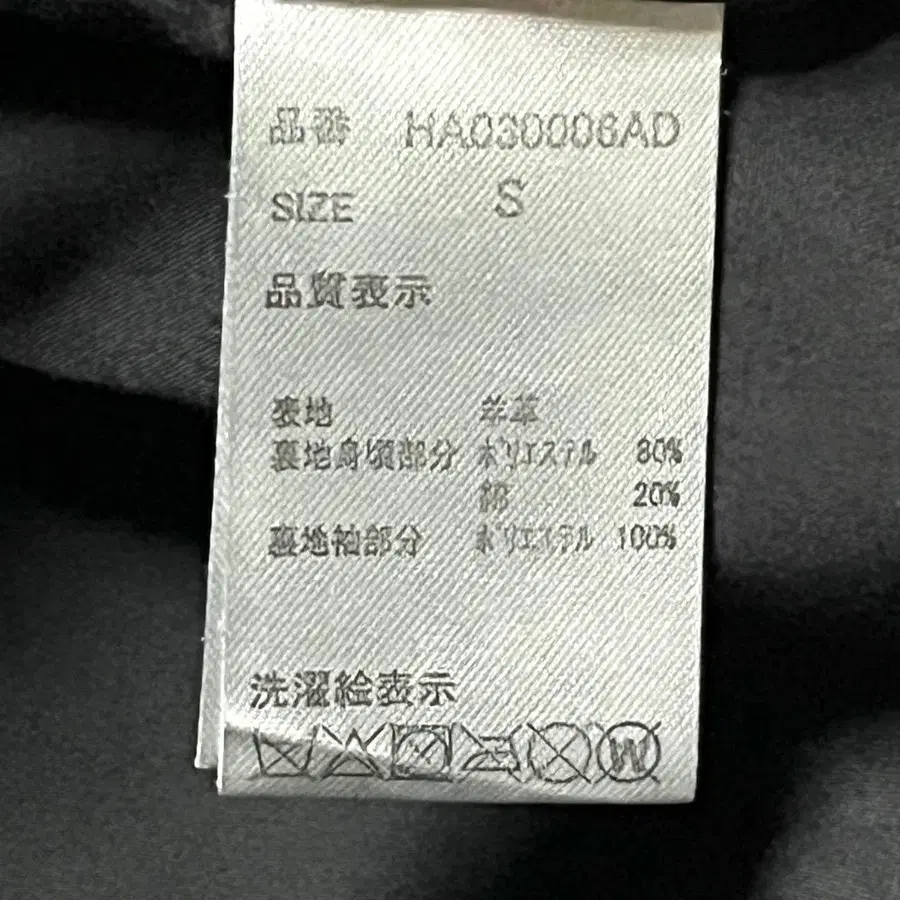 品番 HA030006AD
SIZE S
品質表示
表地 羊革
裏地身頃部分 ポリエステル 80%
綿 20%
裏地袖部分 ポリエステル 100%
洗濯絵表示
W